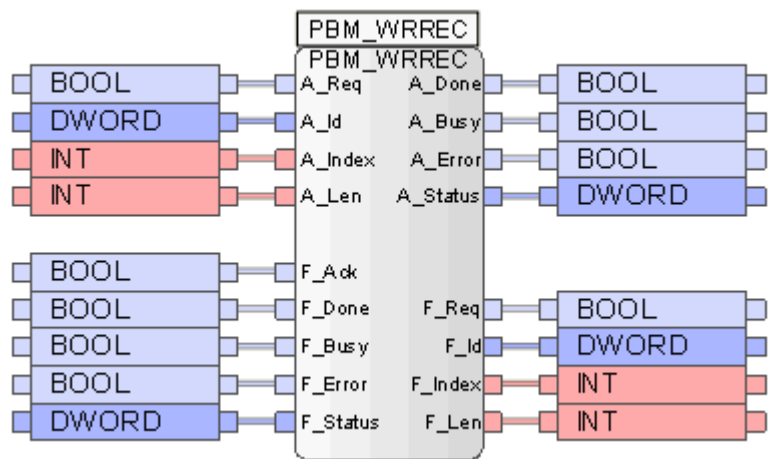 PBM_WRREC
PBM_WRREC
BOOL A_Req A_Done BOOL
DWORD A_Id A_Busy BOOL
INT A_Index A_Error BOOL
INT A_Len A_Status DWORD
BOOL F_Ack
BOOL F_Done F_Req BOOL
BOOL F_Busy F_Id DWORD
BOOL F_Error F_Index INT
DWORD F_Status F_Len INT